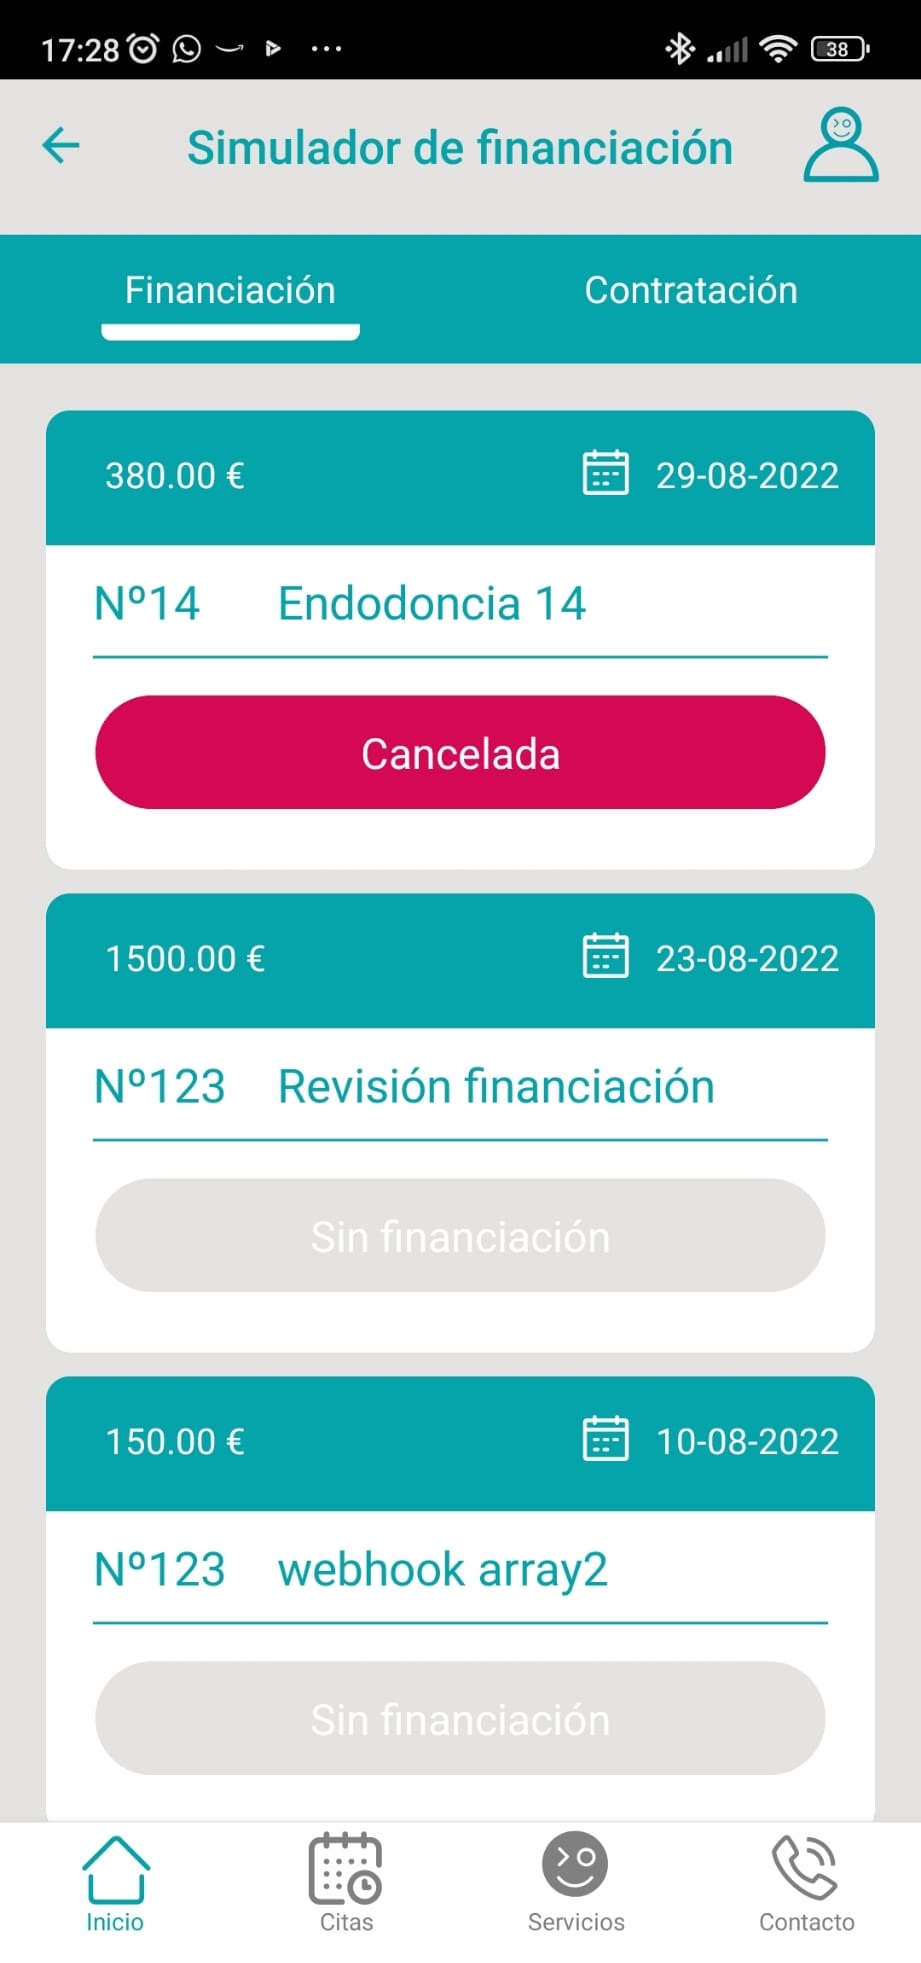 17:28
38
Simulador de financiación
Financiación
Contratación
380.00 €
29-08-2022
Nº14 Endodoncia 14
Cancelada
1500.00 €
23-08-2022
Nº123 Revisión financiación
Sin financiación
150.00 €
10-08-2022
Nº123 webhook array2
Sin financiación
Inicio
Citas
Servicios
Contacto